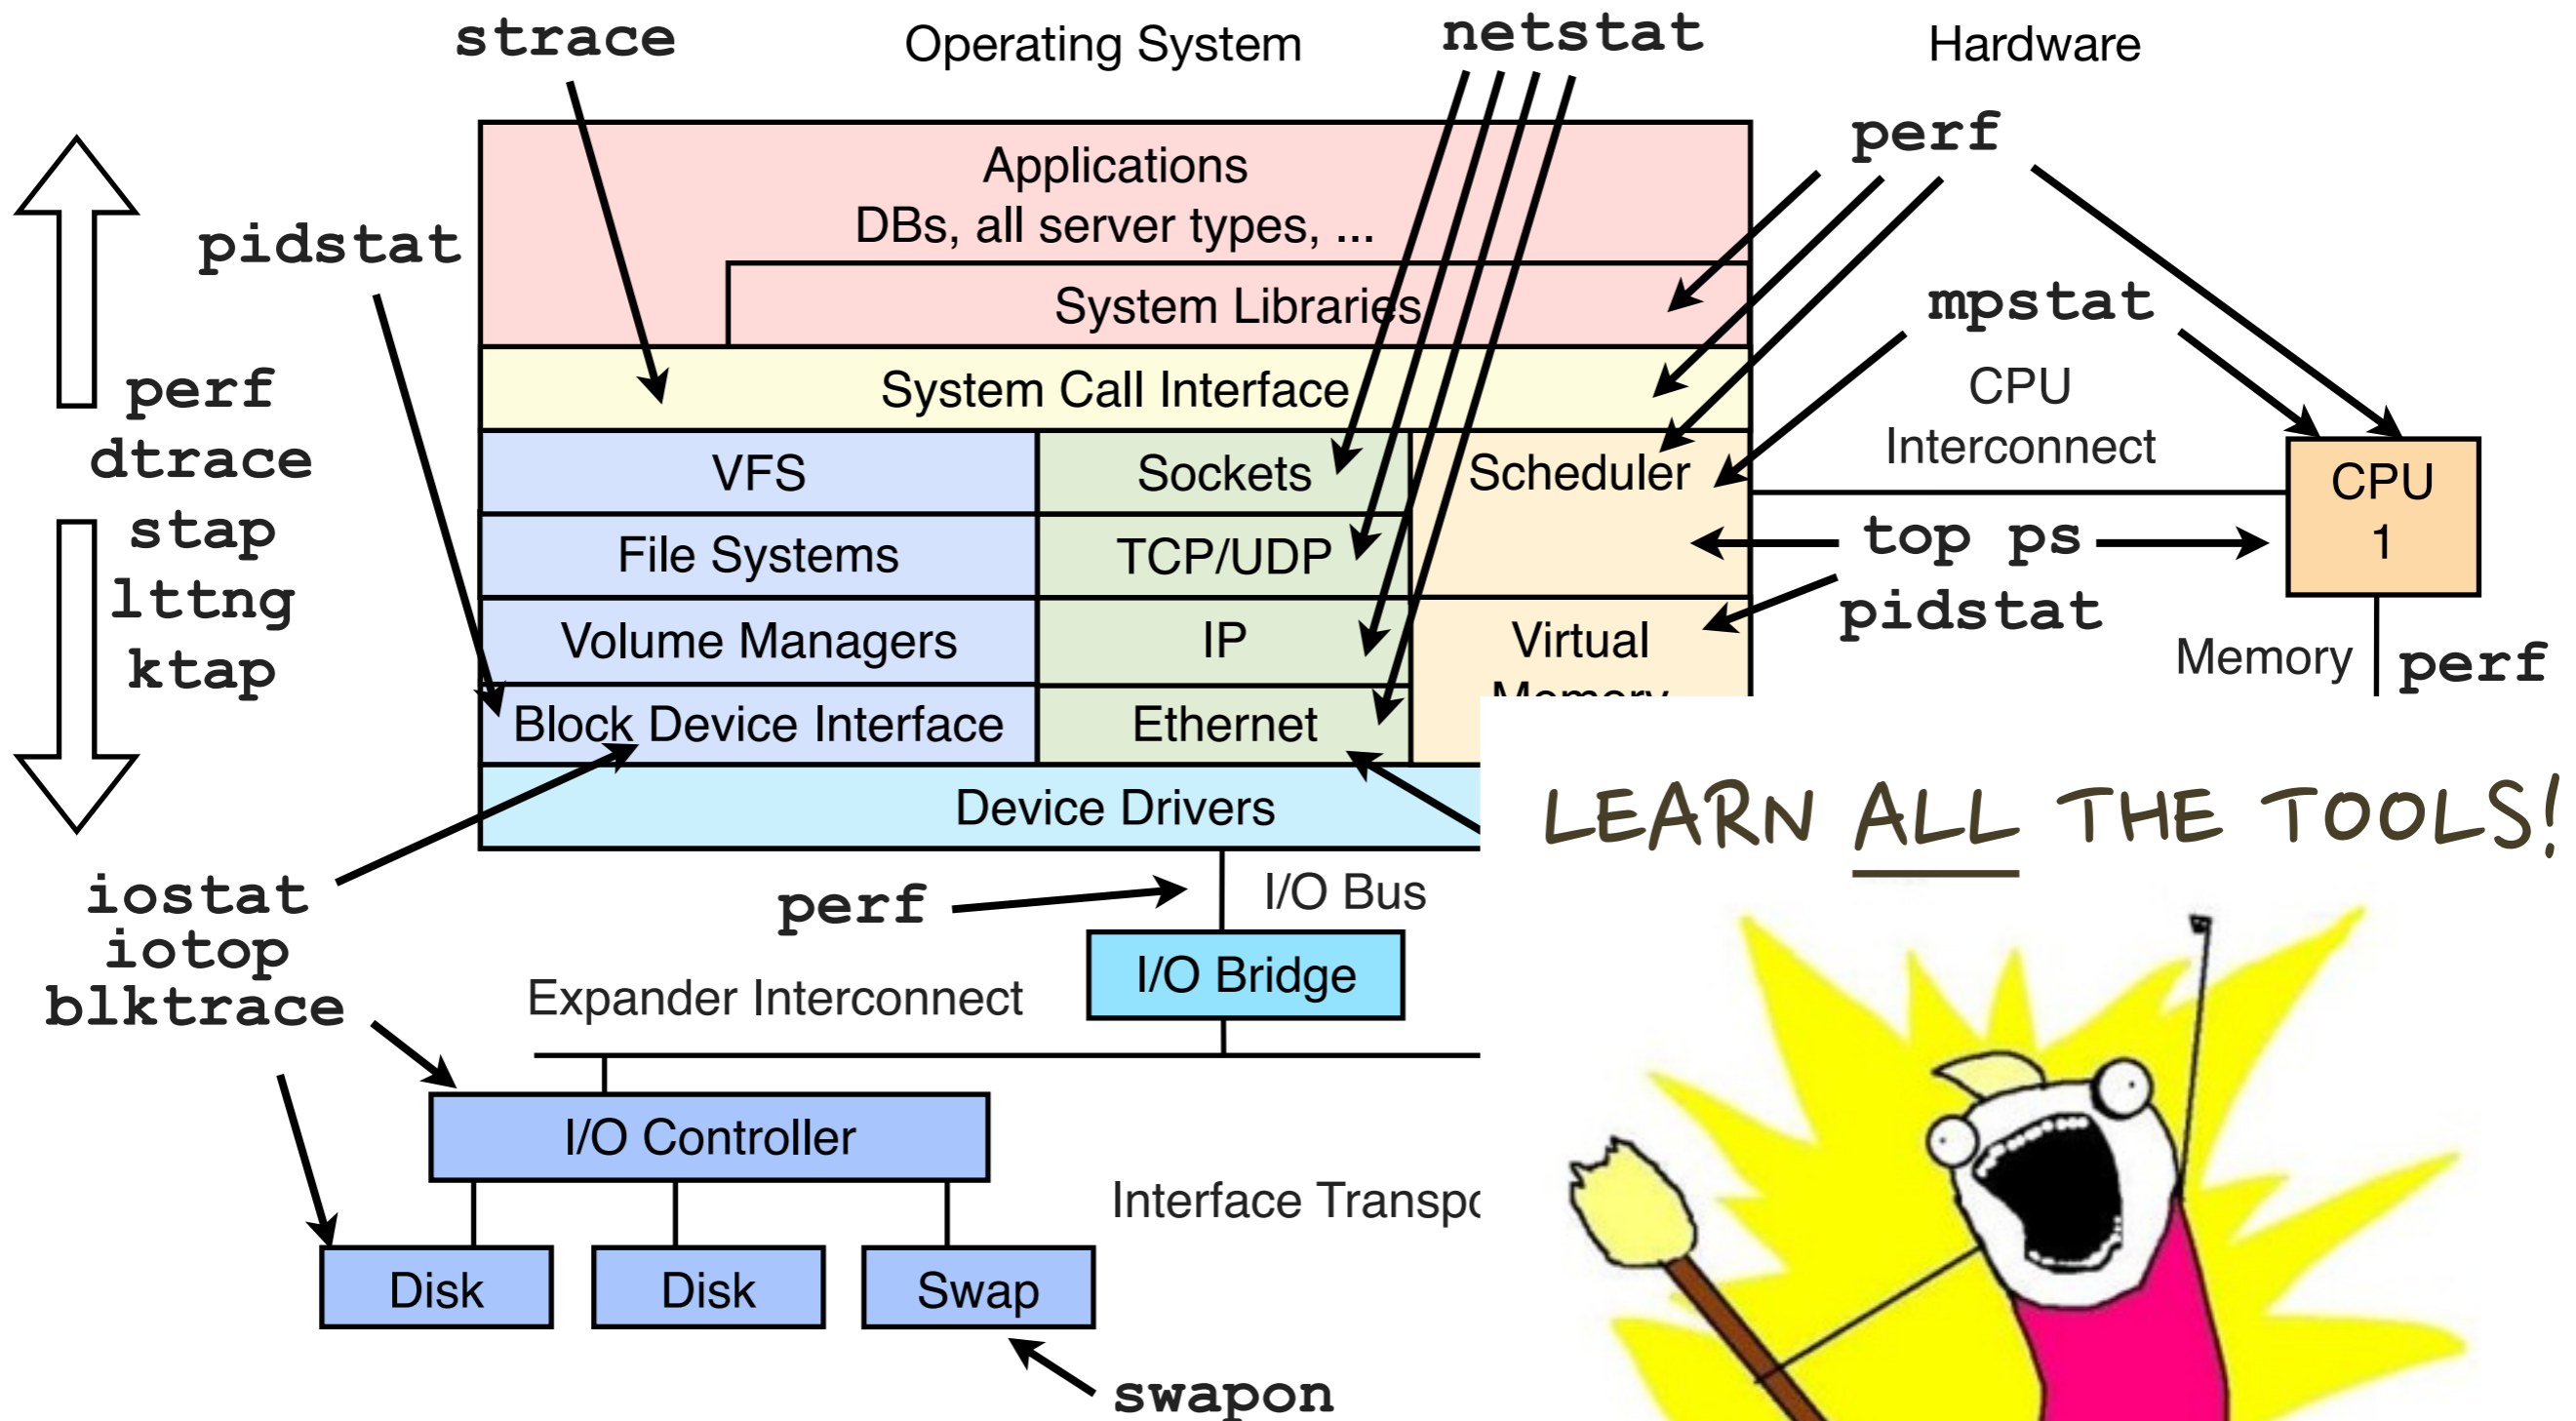 strace
Operating System
netstat
Hardware
perf
Applications
DBs, all server types, ...
pidstat
System Libraries
mpstat
perf
dtrace
stap
lttng
ktap
System Call Interface
CPU
Interconnect
VFS
Sockets
Scheduler
CPU
1
File Systems
TCP/UDP
top ps
pidstat
Volume Managers
IP
Virtual
Memory
Memory
perf
Block Device Interface
Ethernet
Device Drivers
LEARN ALL THE TOOLS!
iostat
iotop
blktrace
perf
I/O Bus
I/O Bridge
Expander Interconnect
I/O Controller
Interface Transpo
Disk
Disk
Swap
swapon